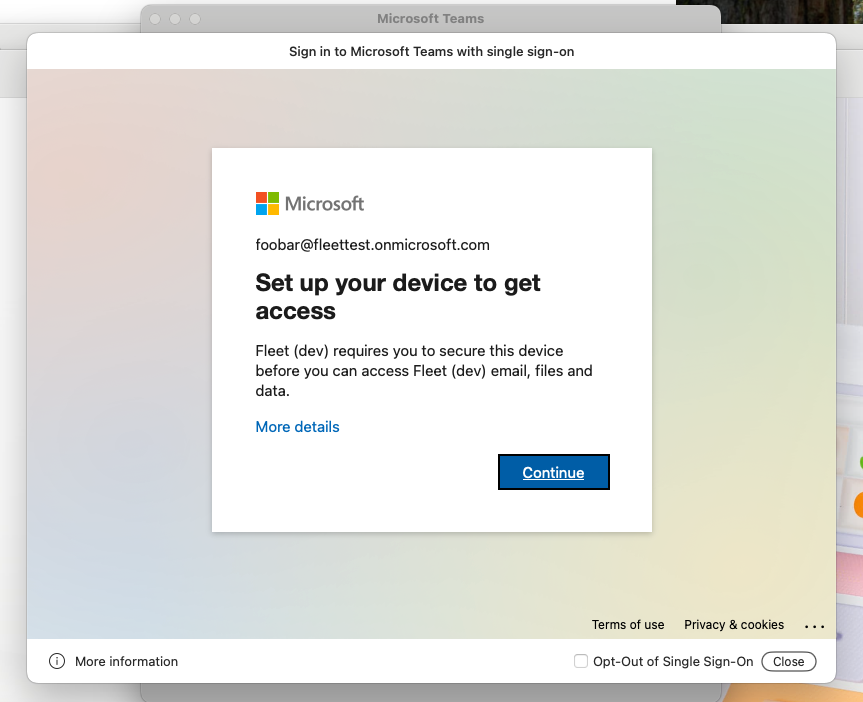 Microsoft Teams
Sign in to Microsoft Teams with single sign-on
Microsoft
foobar@fleettest.onmicrosoft.com
Set up your device to get
access
Fleet (dev) requires you to secure this device
before you can access Fleet (dev) email, files and
data.
More details
Continue
Terms of use Privacy & cookies ...
More information Opt-Out of Single Sign-On Close